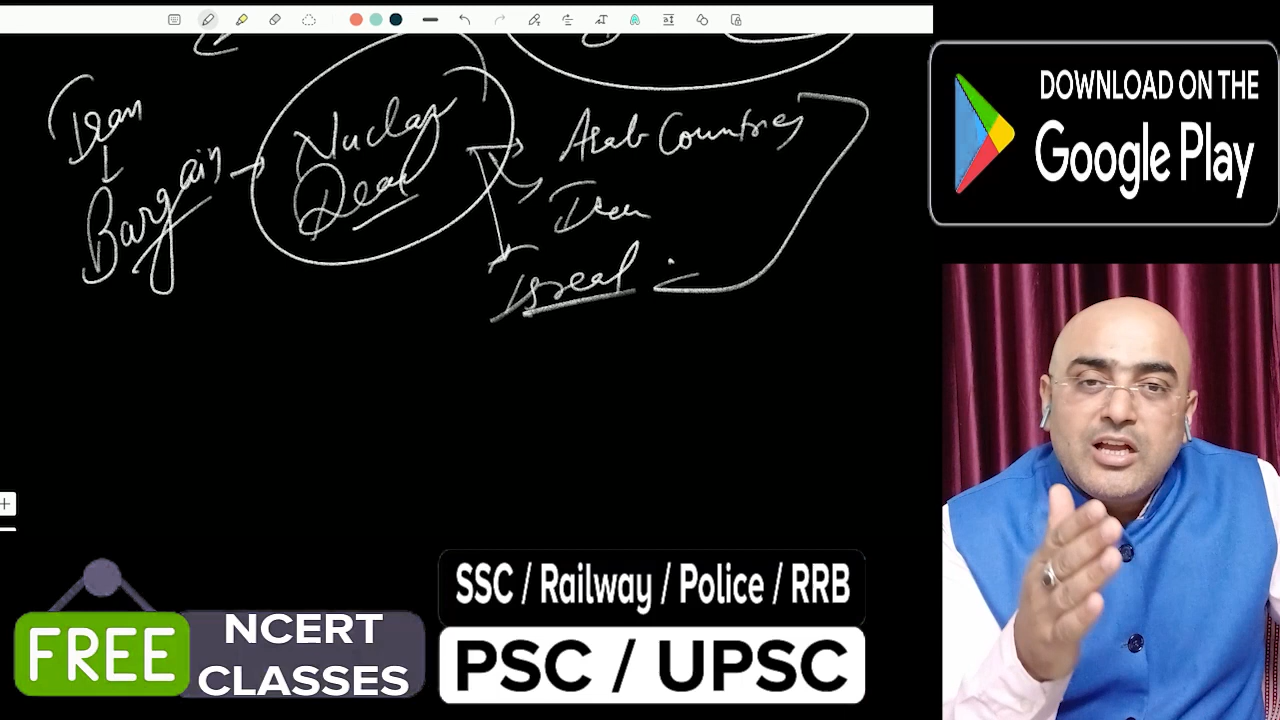 Iran
Bargain
Nuclear
Deal
Arab Countries
Iran
Isreal
DOWNLOAD ON THE
Google Play
FREE
NCERT
CLASSES
SSC / Railway / Police / RRB
PSC / UPSC